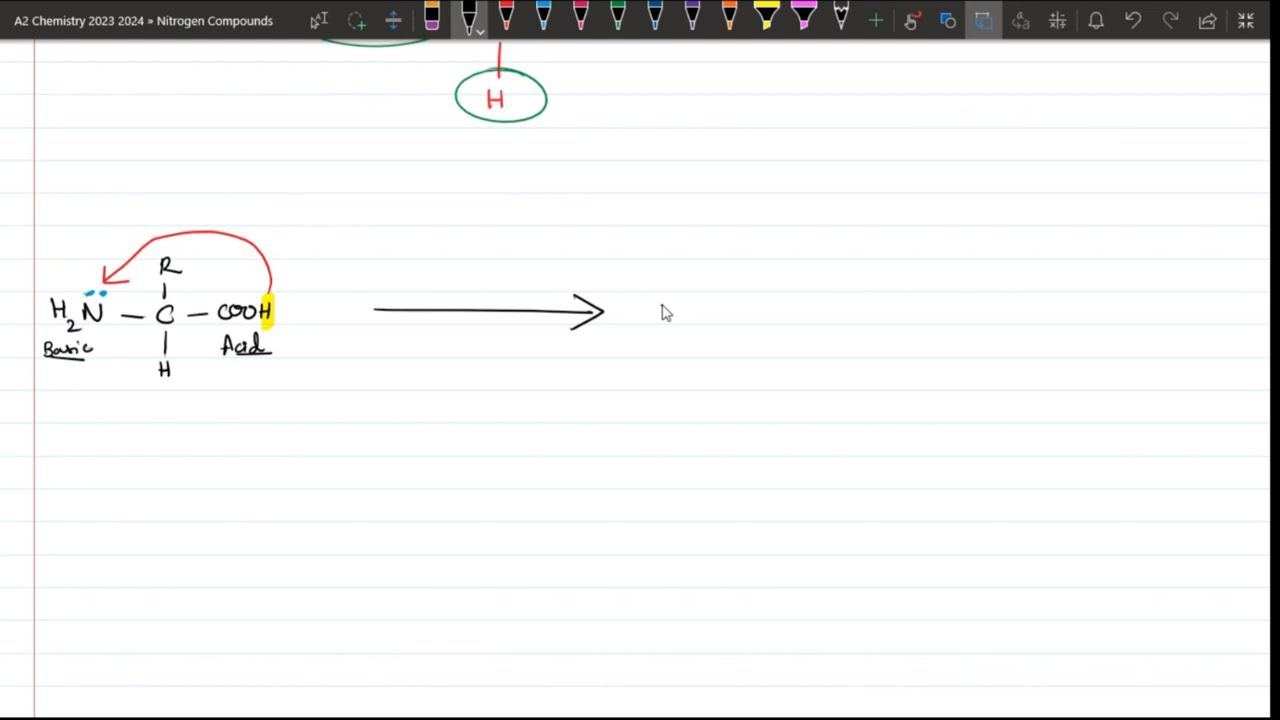 A2 Chemistry 2023 2024 » Nitrogen Compounds
H
R
H2N — C — COOH
Basic Acid
H